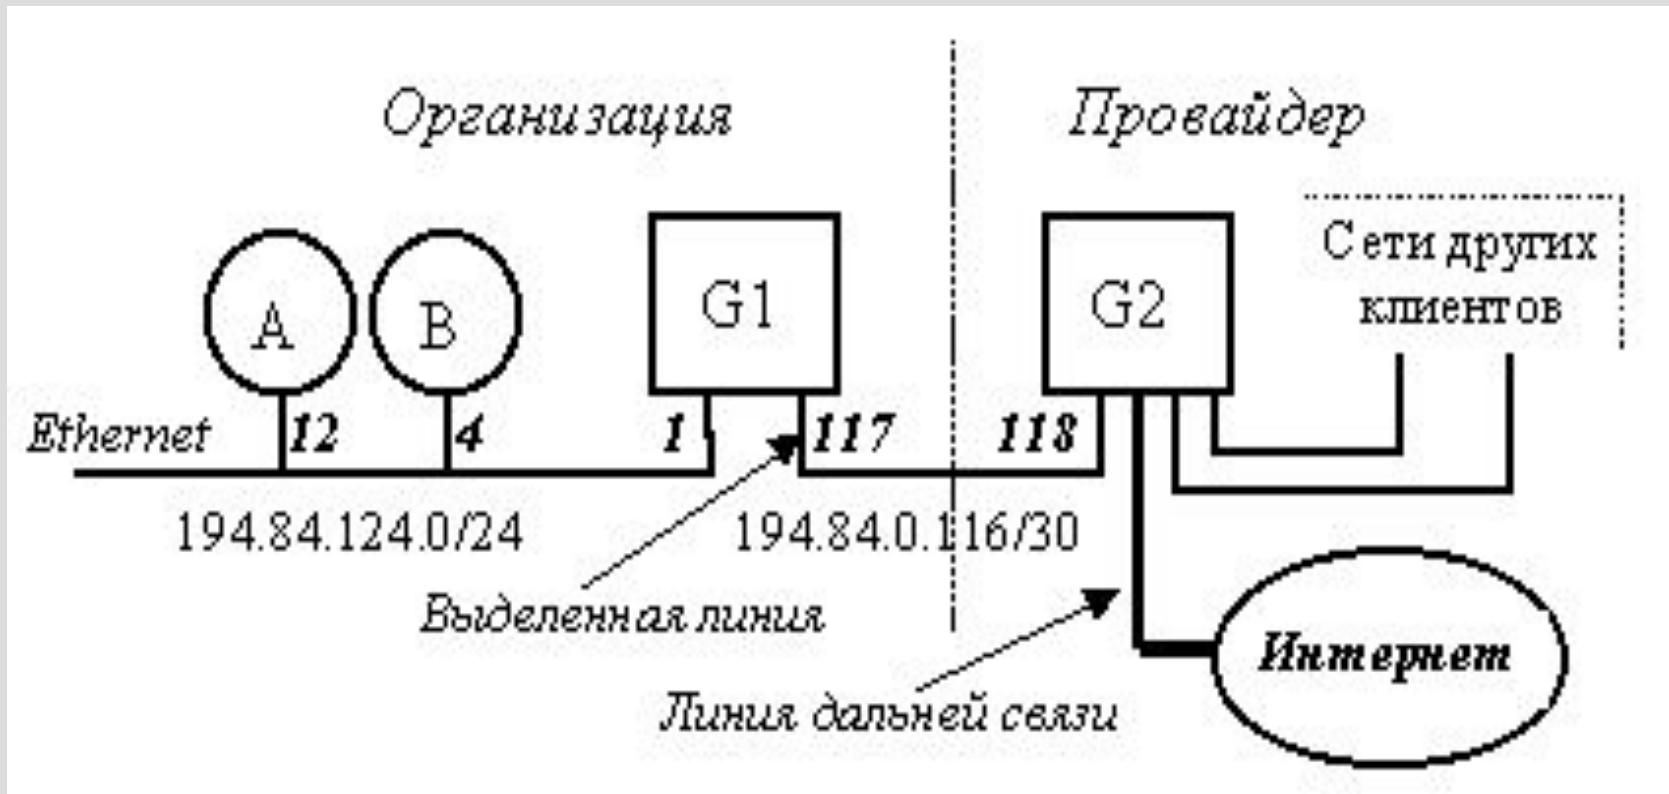 Организация
Провайдер
Сети других
клиентов
A
B
G1
G2
Ethernet
12
4
1
117
118
194.84.124.0/24
194.84.0.116/30
Выделенная линия
Интернет
Линия дальней связи